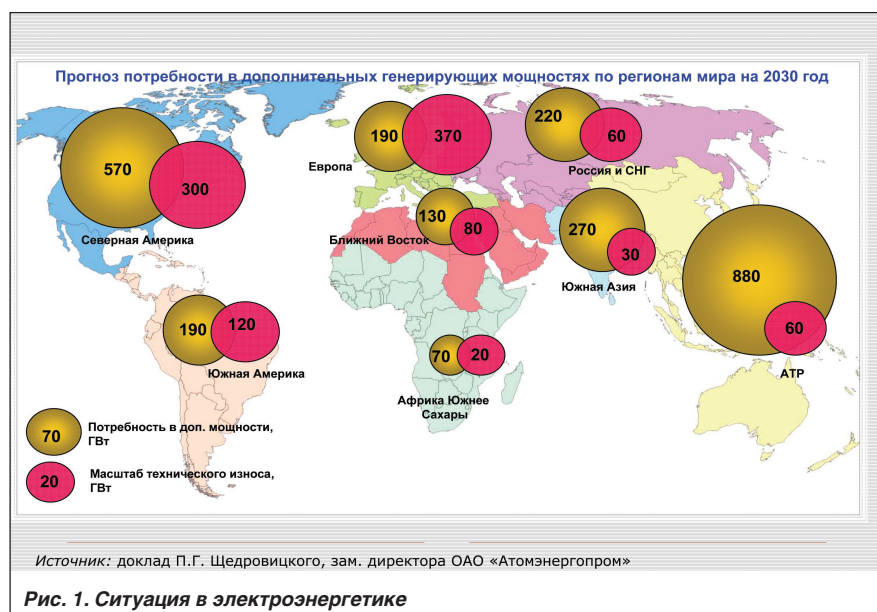 Прогноз потребности в дополнительных генерирующих мощностях по регионам мира на 2030 год
570
300
Северная Америка
190
370
Европа
220
60
Россия и СНГ
130
80
Ближний Восток
270
30
Южная Азия
880
60
АТР
190
120
Южная Америка
70
20
Африка Южнее
Сахары
70
Потребность в доп. мощности,
ГВт
20
Масштаб технического износа,
ГВт
Источник: доклад П.Г. Щедровицкого, зам. директора ОАО «Атомэнергопром»
Рис. 1. Ситуация в электроэнергетике